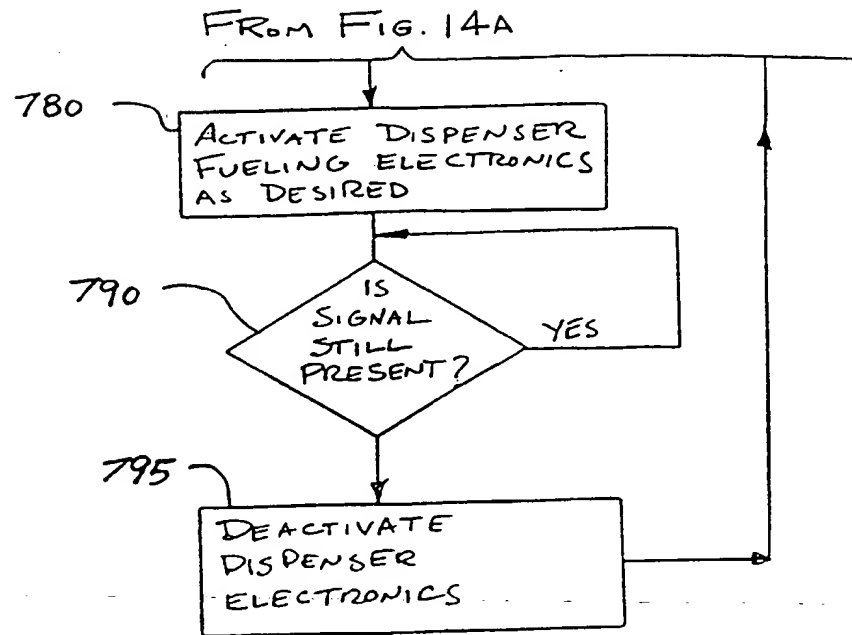 FROM FIG. 14A
780
ACTIVATE DISPENSER
FUELING ELECTRONICS
AS DESIRED
790
IS
SIGNAL
STILL
PRESENT?
YES
795
DEACTIVATE
DISPENSER
ELECTRONICS